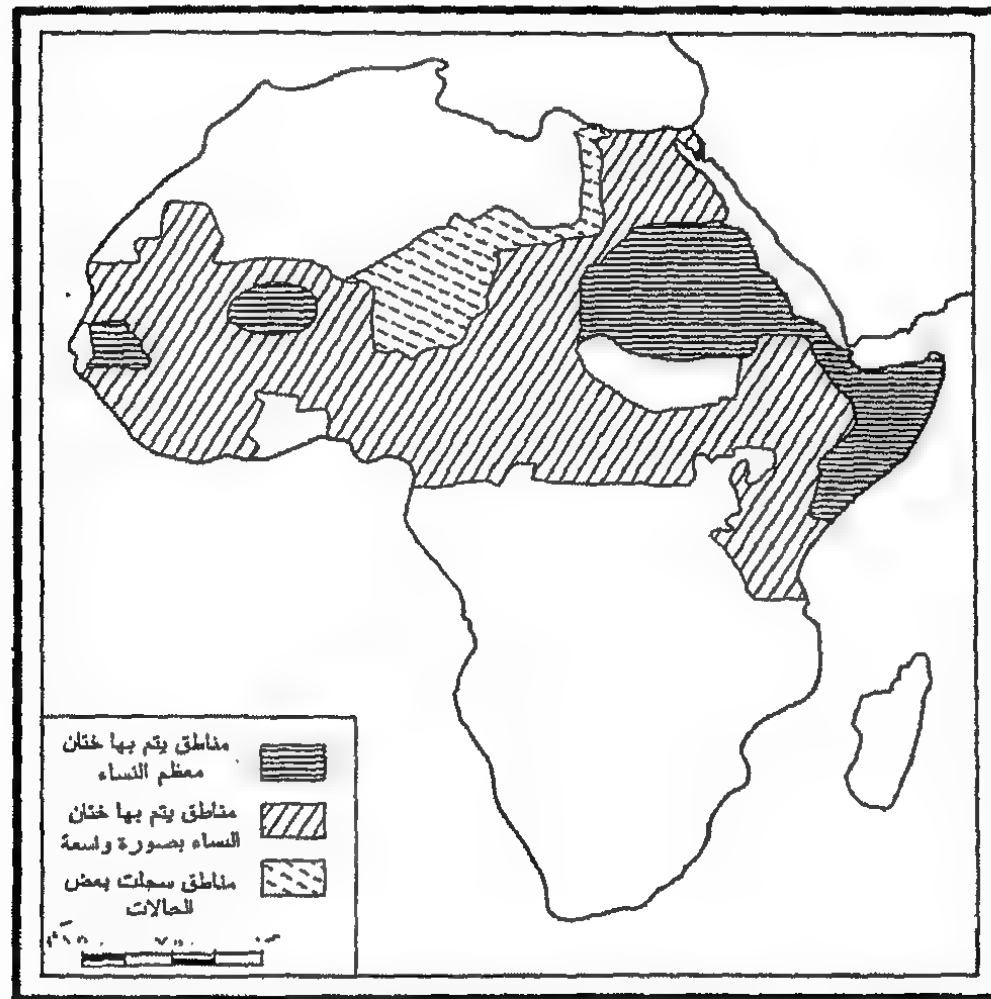 مناطق يتم بها ختان
معظم النساء
مناطق يتم بها ختان
النساء بصورة واسعة
مناطق سجلت بعض
الحالات